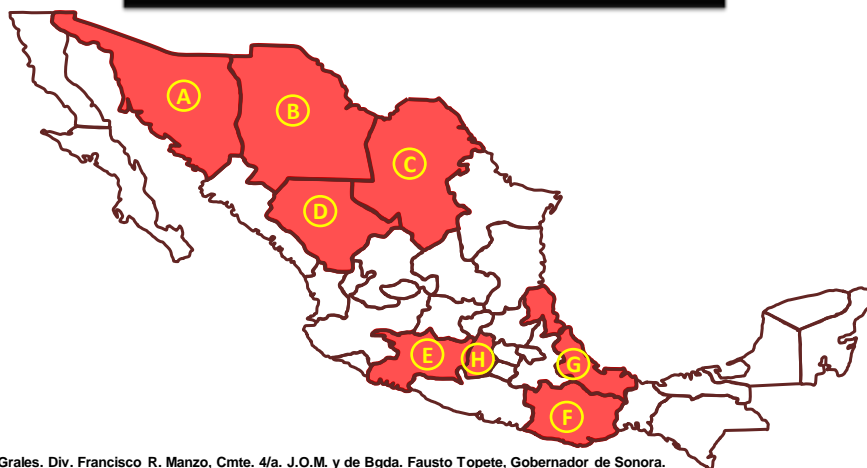 A
B
C
D
E
H
G
F
Grales. Div. Francisco R. Manzo, Cmte. 4/a. J.O.M. y de Bgda. Fausto Topete, Gobernador de Sonora.